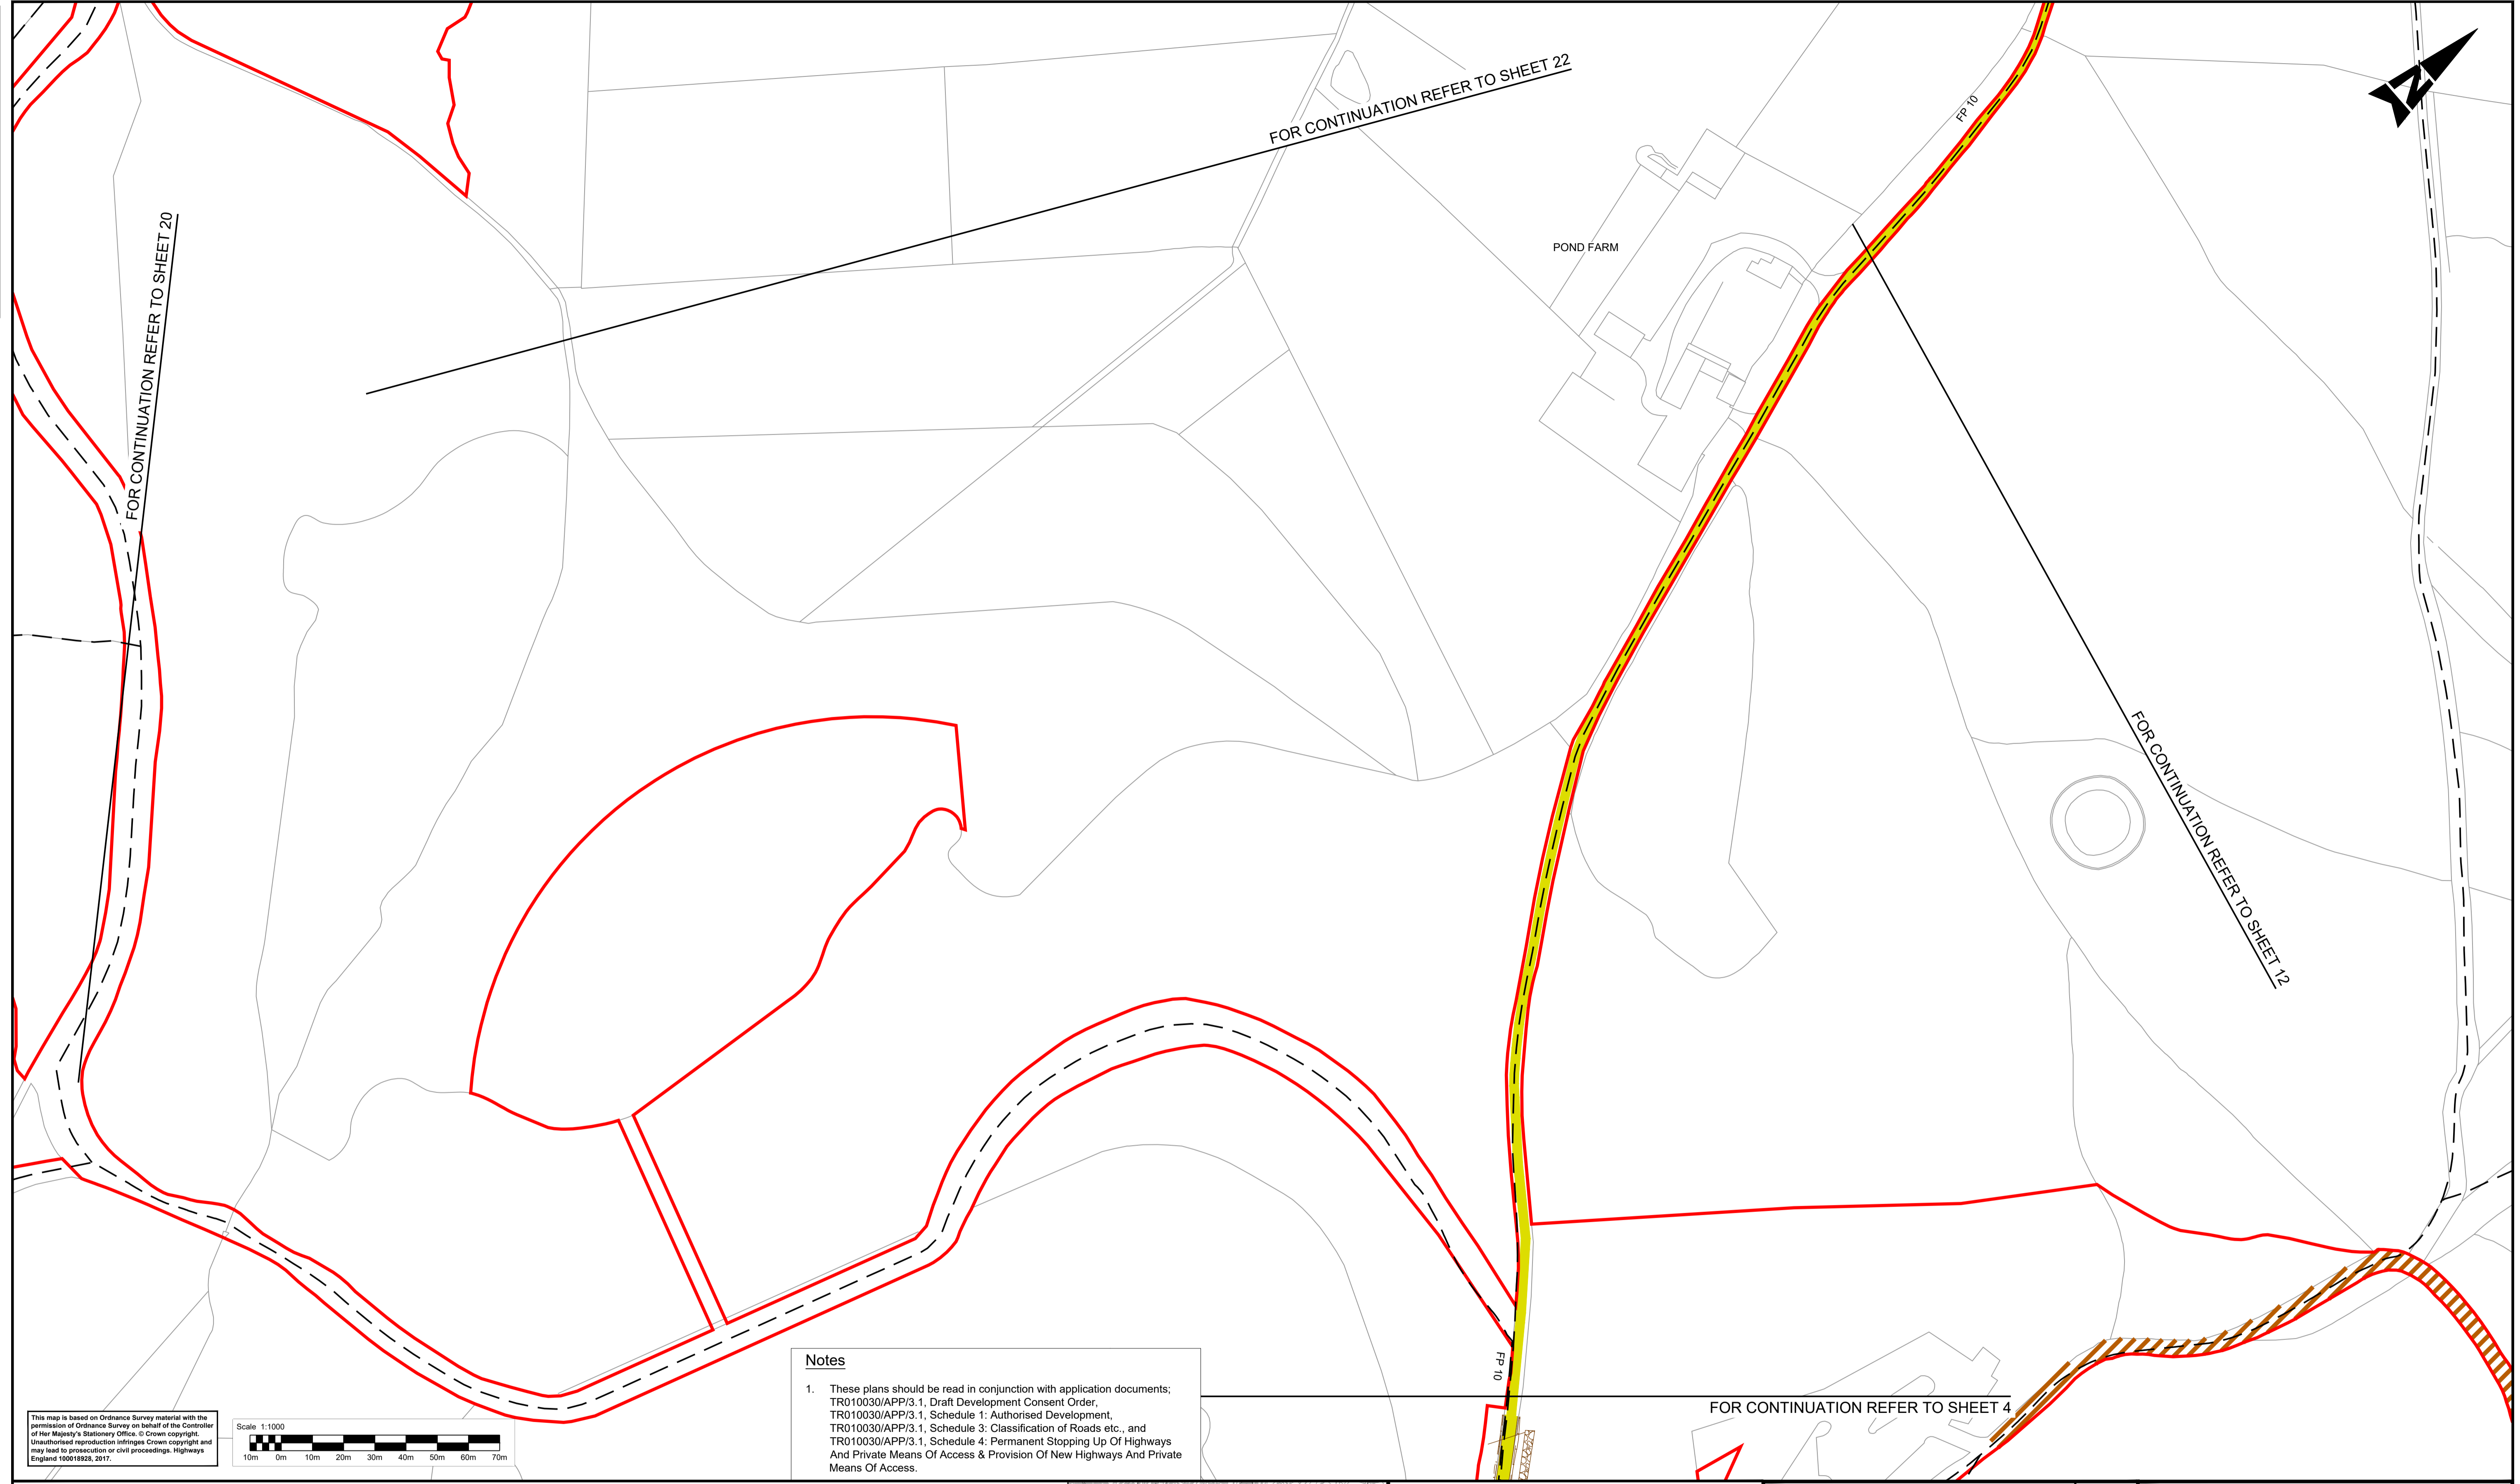 FOR CONTINUATION REFER TO SHEET 22
FP 10
N
FOR CONTINUATION REFER TO SHEET 20
POND FARM
FOR CONTINUATION REFER TO SHEET 12
FP 10
FOR CONTINUATION REFER TO SHEET 4
Notes
1. These plans should be read in conjunction with application documents;
TR010030/APP/3.1, Draft Development Consent Order,
TR010030/APP/3.1, Schedule 1: Authorised Development,
TR010030/APP/3.1, Schedule 3: Classification of Roads etc., and
TR010030/APP/3.1, Schedule 4: Permanent Stopping Up Of Highways
And Private Means Of Access & Provision Of New Highways And Private
Means Of Access.
This map is based on Ordnance Survey material with the
permission of Ordnance Survey on behalf of the Controller
of Her Majesty's Stationery Office. © Crown copyright.
Unauthorised reproduction infringes Crown copyright and
may lead to prosecution or civil proceedings. Highways
England 100018928, 2017.
Scale 1:1000
10m 0m 10m 20m 30m 40m 50m 60m 70m